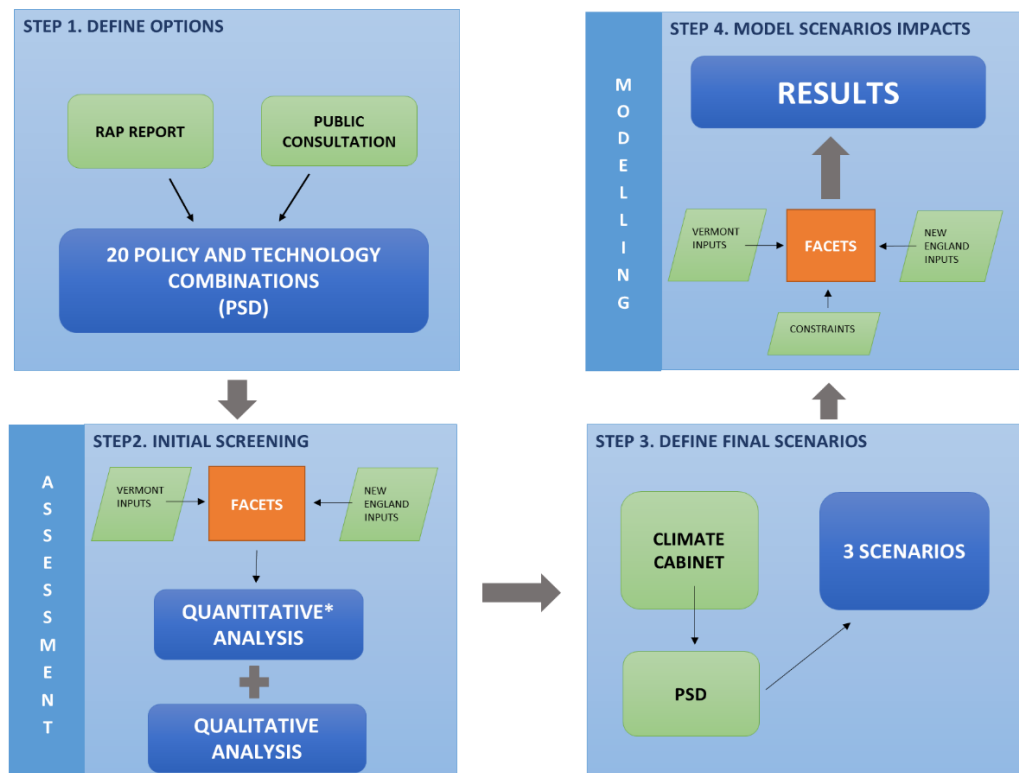 STEP 1. DEFINE OPTIONS
RAP REPORT
PUBLIC
CONSULTATION
20 POLICY AND TECHNOLOGY
COMBINATIONS
(PSD)
ASSESSMENT
STEP2. INITIAL SCREENING
VERMONT
INPUTS
FACETS
NEW
ENGLAND
INPUTS
QUANTITATIVE*
ANALYSIS
QUALITATIVE
ANALYSIS
STEP 3. DEFINE FINAL SCENARIOS
CLIMATE
CABINET
3 SCENARIOS
PSD
MODELLING
STEP 4. MODEL SCENARIOS IMPACTS
RESULTS
VERMONT
INPUTS
FACETS
NEW
ENGLAND
INPUTS
CONSTRAINTS